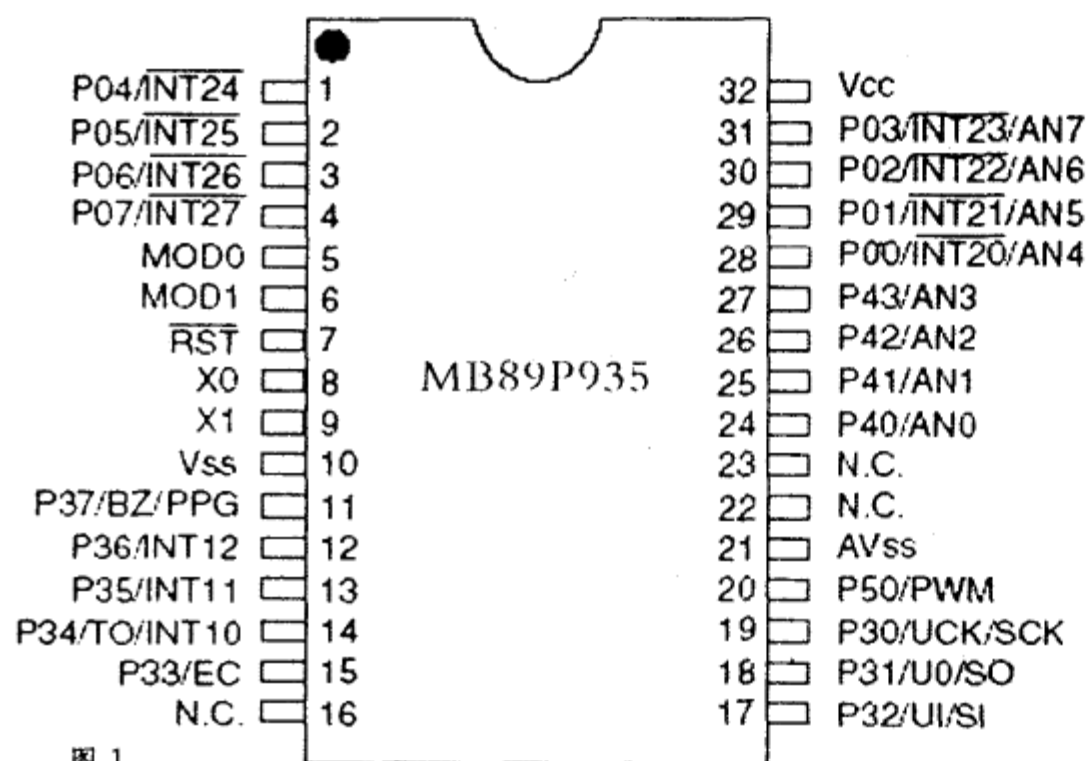 P04/INT24 1
P05/INT25 2
P06/INT26 3
P07/INT27 4
MOD0 5
MOD1 6
RST 7
X0 8
X1 9
Vss 10
P37/BZ/PPG 11
P36/INT12 12
P35/INT11 13
P34/TO/INT10 14
P33/EC 15
N.C. 16
MB89P935
32 Vcc
31 P03/INT23/AN7
30 P02/INT22/AN6
29 P01/INT21/AN5
28 P00/INT20/AN4
27 P43/AN3
26 P42/AN2
25 P41/AN1
24 P40/AN0
23 N.C.
22 N.C.
21 AVss
20 P50/PWM
19 P30/UCK/SCK
18 P31/U0/SO
17 P32/UI/SI
图 1